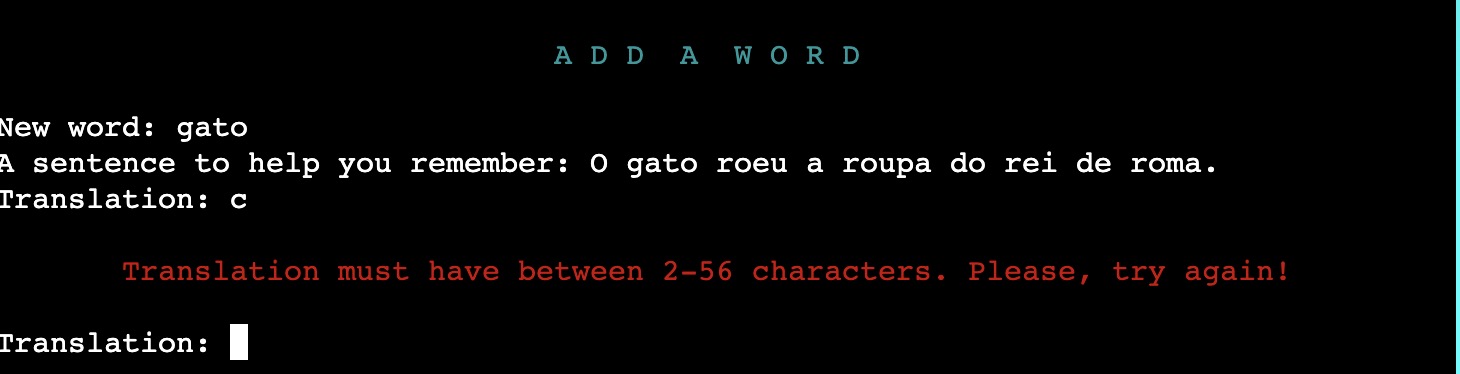 A D D  A  W O R D
New word: gato
A sentence to help you remember: O gato roeu a roupa do rei de roma.
Translation: c
Translation must have between 2-56 characters. Please, try again!
Translation: